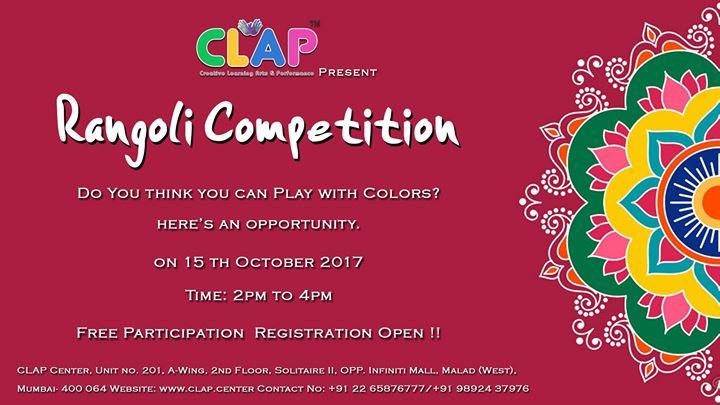 CLAP TM
Creative Learning Arts & Performance PRESENT
Rangoli Competition
DO YOU THINK YOU CAN PLAY WITH COLORS?
HERE'S AN OPPORTUNITY.
ON 15 TH OCTOBER 2017
TIME: 2PM TO 4PM
FREE PARTICIPATION REGISTRATION OPEN !!
CLAP CENTER, UNIT NO. 201, A-WING, 2ND FLOOR, SOLITAIRE II, OPP. INFINITI MALL, MALAD (WEST),
MUMBAI- 400 064 WEBSITE: WWW.CLAP.CENTER CONTACT NO: +91 22 65876777/+91 98924 37976